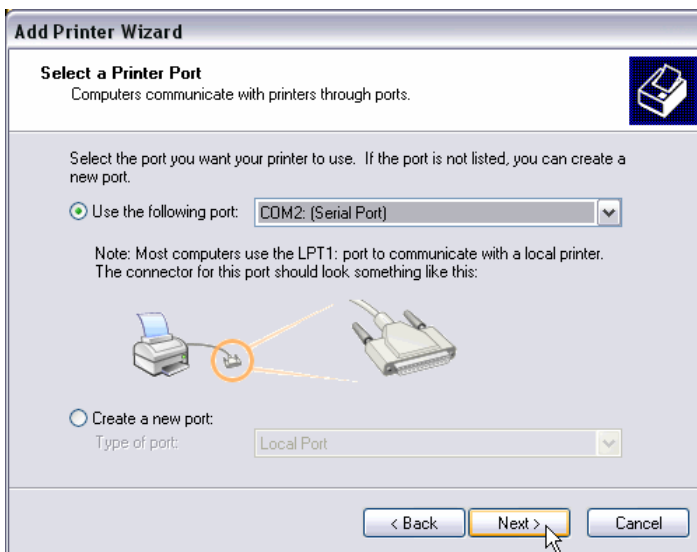 Add Printer Wizard
Select a Printer Port
Computers communicate with printers through ports.
Select the port you want your printer to use. If the port is not listed, you can create a
new port.
Use the following port: COM2: (Serial Port)
Note: Most computers use the LPT1: port to communicate with a local printer.
The connector for this port should look something like this:
Create a new port:
Type of port: Local Port
< Back Next > Cancel